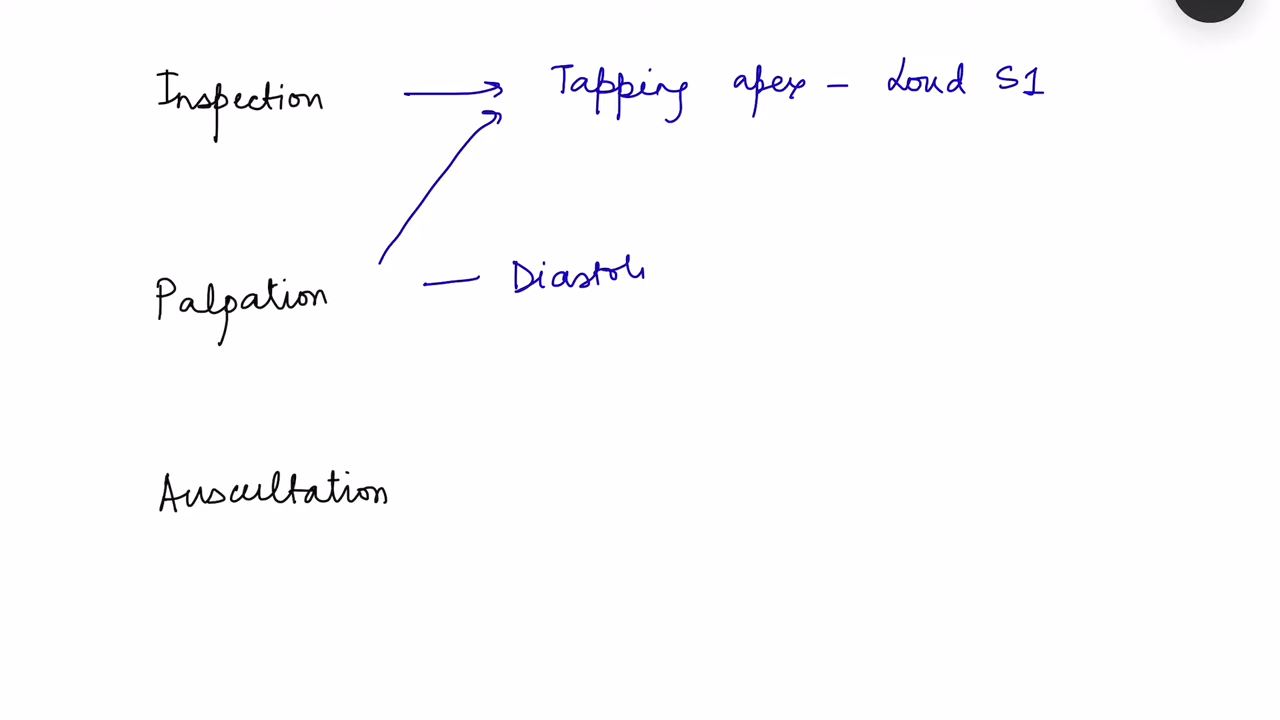 Inspection → Tapping apex – Loud S1
Palpation — Diastoli
Auscultation